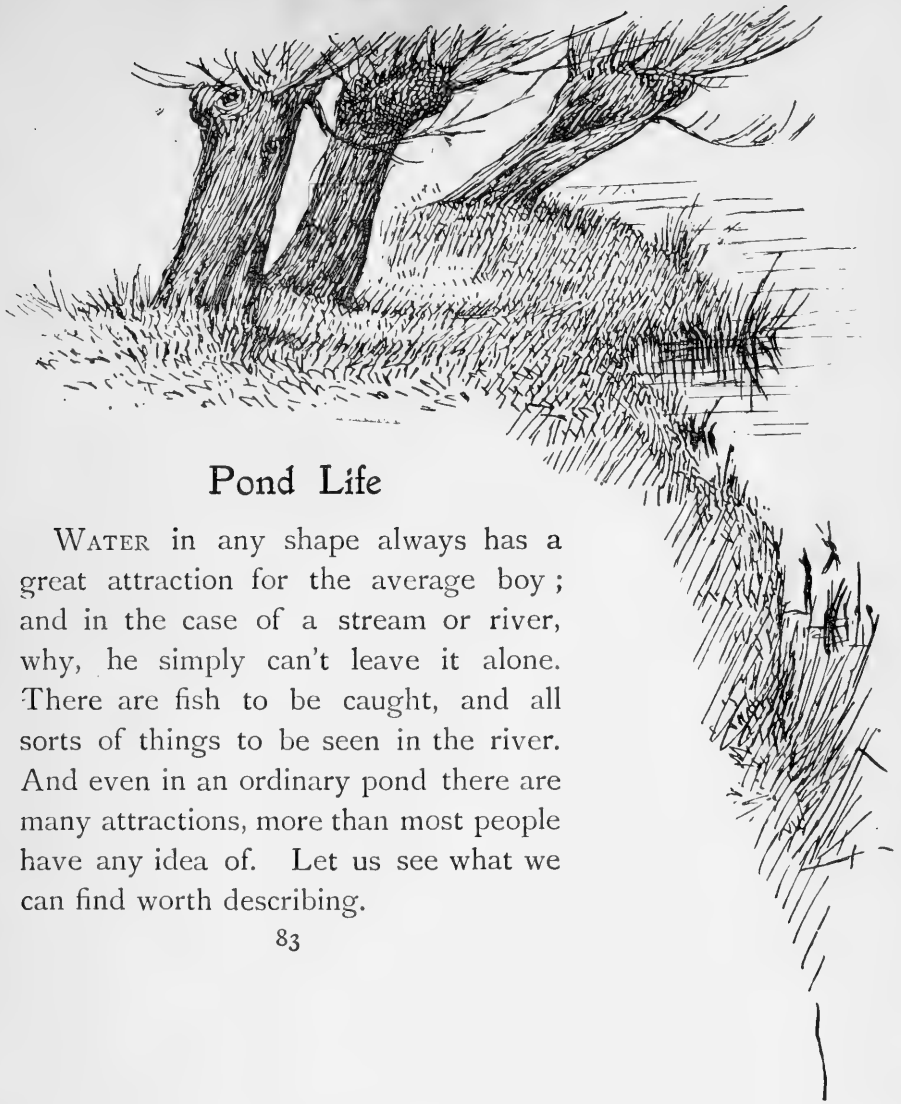 Pond Life
WATER in any shape always has a
great attraction for the average boy ;
and in the case of a stream or river,
why, he simply can't leave it alone.
There are fish to be caught, and all
sorts of things to be seen in the river.
And even in an ordinary pond there are
many attractions, more than most people
have any idea of. Let us see what we
can find worth describing.
83